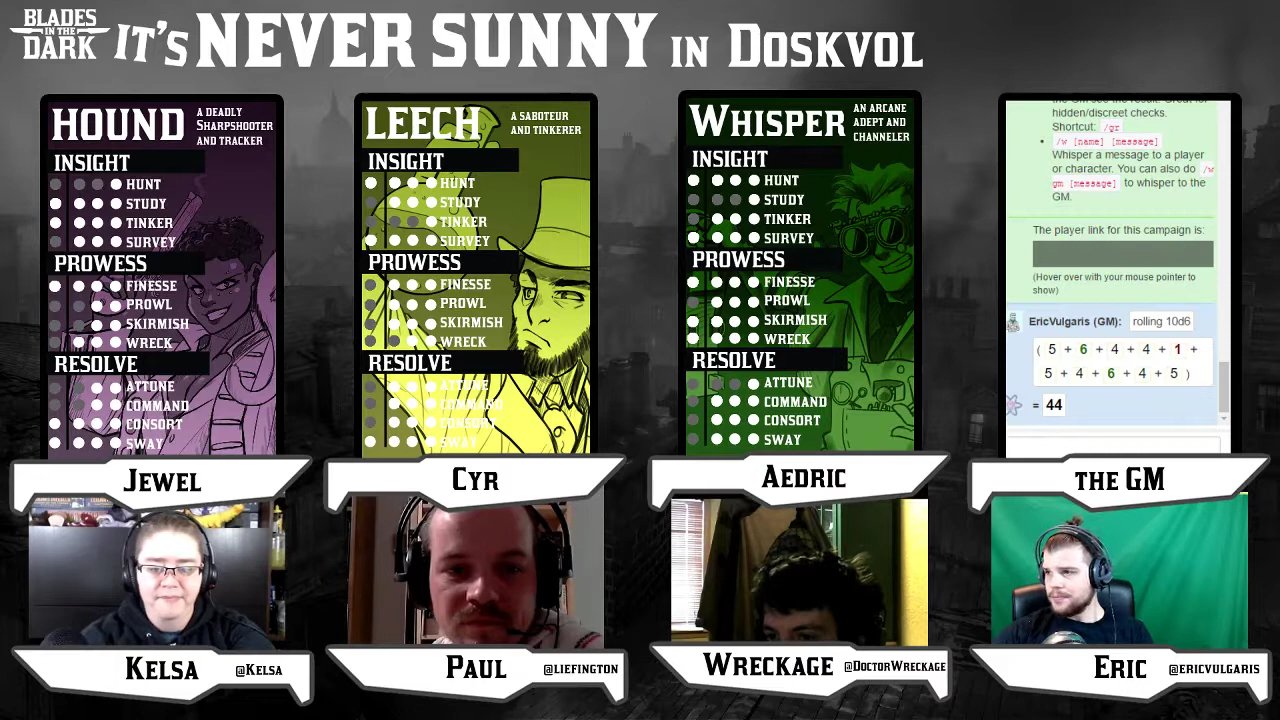 BLADES
IN THE
DARK
IT'S NEVER SUNNY IN DOSKVOL
HOUND
A DEADLY
SHARPSHOOTER
AND TRACKER
INSIGHT
HUNT
STUDY
TINKER
SURVEY
PROWESS
FINESSE
PROWL
SKIRMISH
WRECK
RESOLVE
ATTUNE
COMMAND
CONSORT
SWAY
JEWEL
KELSA @KELSA
LEECH
A SABOTEUR
AND TINKERER
INSIGHT
HUNT
STUDY
TINKER
SURVEY
PROWESS
FINESSE
PROWL
SKIRMISH
WRECK
RESOLVE
ATTUNE
COMMAND
CONSORT
SWAY
CYR
PAUL @LIEFINGTON
WHISPER
AN ARCANE
ADEPT AND
CHANNELER
INSIGHT
HUNT
STUDY
TINKER
SURVEY
PROWESS
FINESSE
PROWL
SKIRMISH
WRECK
RESOLVE
ATTUNE
COMMAND
CONSORT
SWAY
AEDRIC
WRECKAGE @DOCTORWRECKAGE
the GM see the result. Great for
hidden/discreet checks.
Shortcut: /gr
• /w [name] [message]
Whisper a message to a player
or character. You can also do /w
gm [message] to whisper to the
GM.
The player link for this campaign is:
(Hover over with your mouse pointer to
show)
EricVulgaris (GM): rolling 10d6
( 5 + 6 + 4 + 4 + 1 +
5 + 4 + 6 + 4 + 5 )
= 44
THE GM
ERIC @ERICVULGARIS